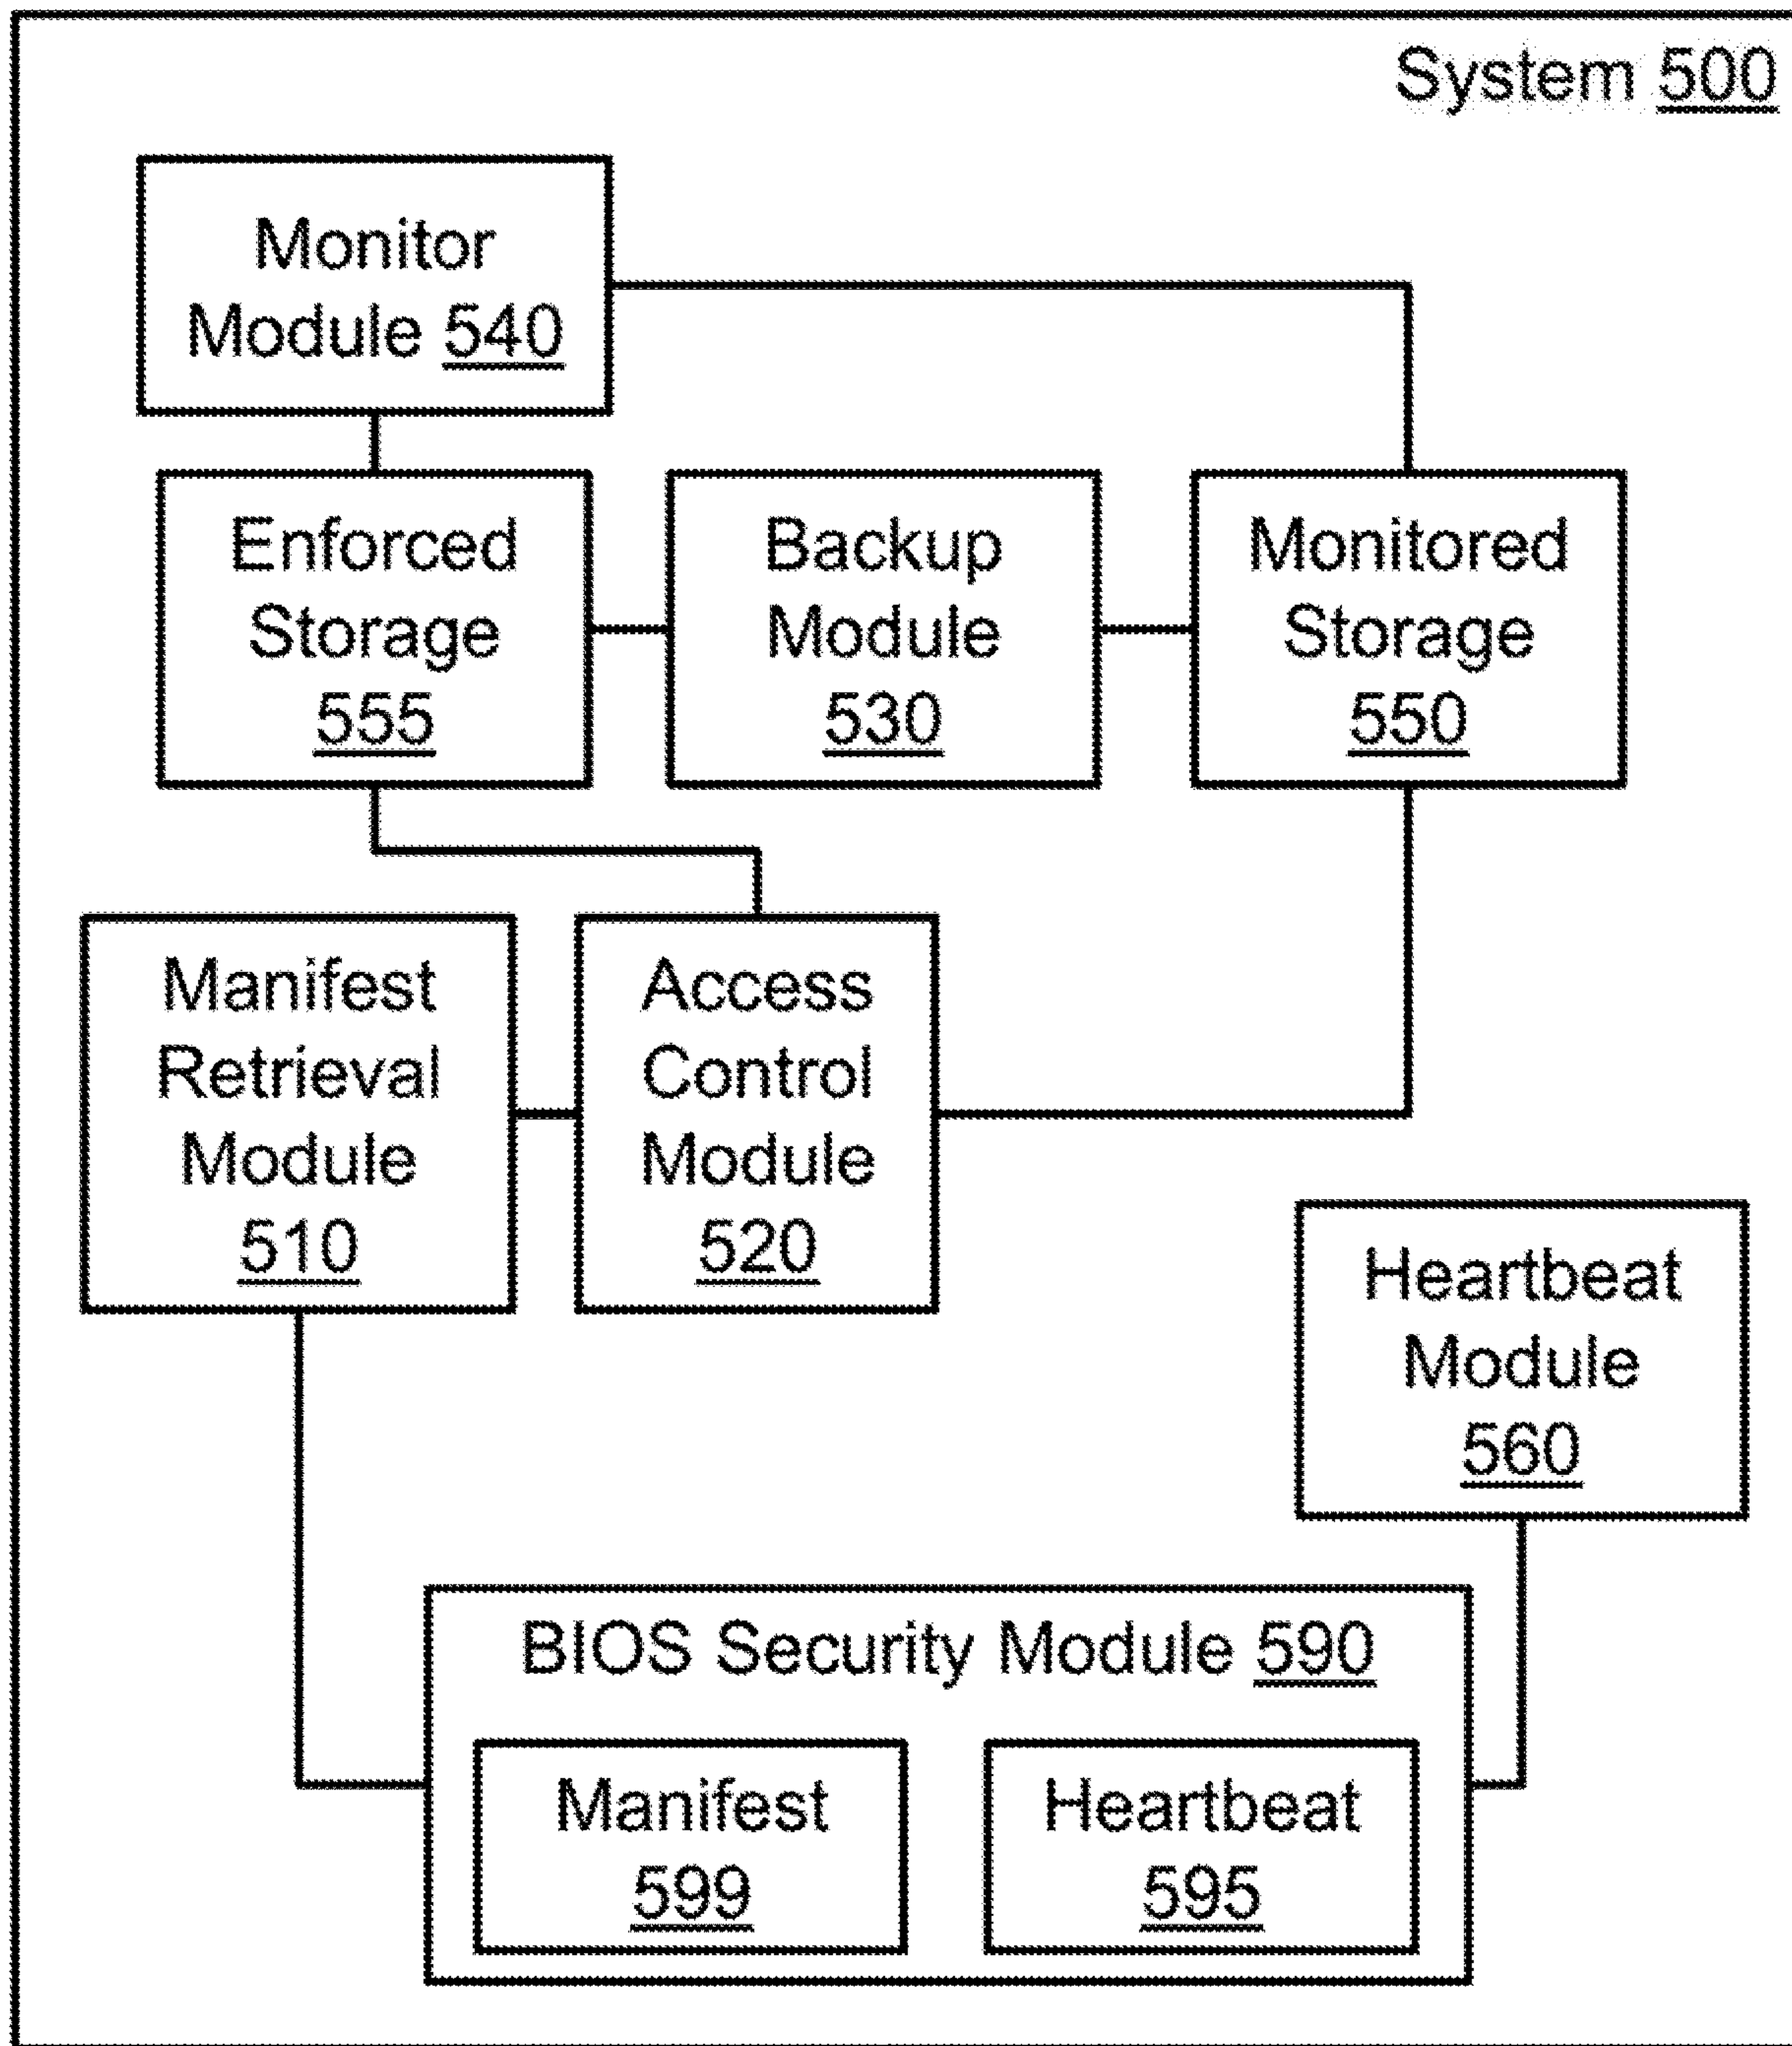 System 500
Monitor
Module 540
Enforced
Storage
555
Backup
Module
530
Monitored
Storage
550
Manifest
Retrieval
Module
510
Access
Control
Module
520
Heartbeat
Module
560
BIOS Security Module 590
Manifest
599
Heartbeat
595